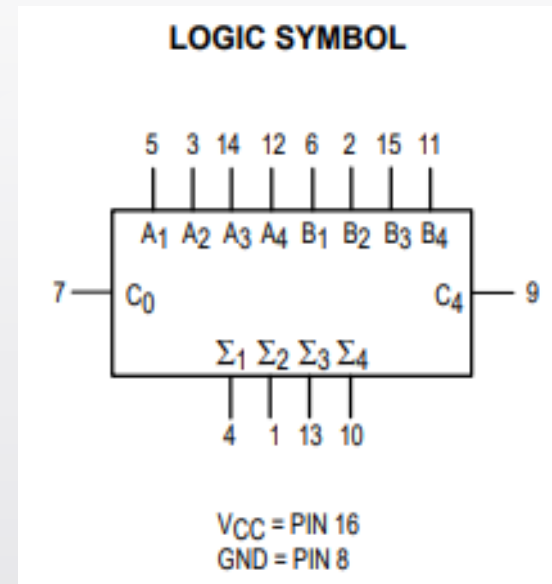 LOGIC SYMBOL
5 3 14 12 6 2 15 11
A1 A2 A3 A4 B1 B2 B3 B4
7 C0 C4 9
Σ1 Σ2 Σ3 Σ4
4 1 13 10
VCC = PIN 16
GND = PIN 8